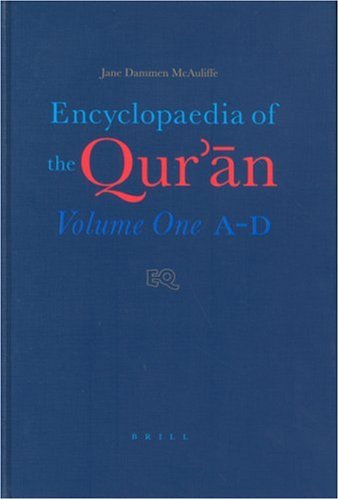 Jane Dammen McAuliffe
Encyclopaedia of
the Qurʾān
Volume One A–D
EQ
BRILL